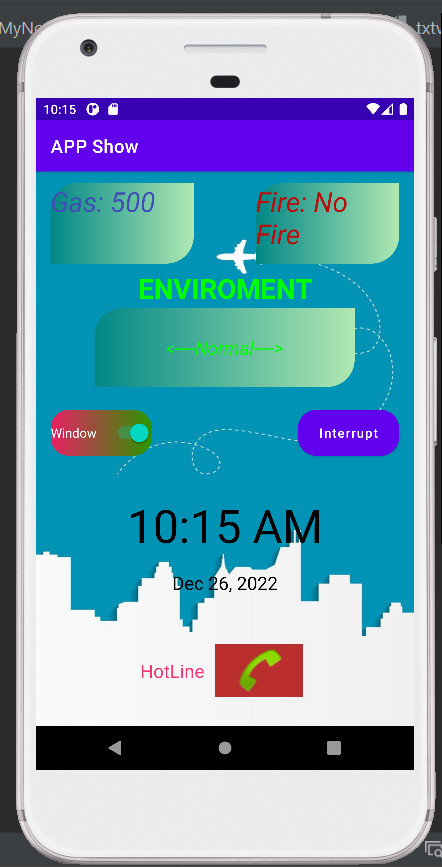 MyNo
txtv
10:15
APP Show
Gas: 500
Fire: No
Fire
ENVIROMENT
<---Normal--->
Window
Interrupt
10:15 AM
Dec 26, 2022
HotLine